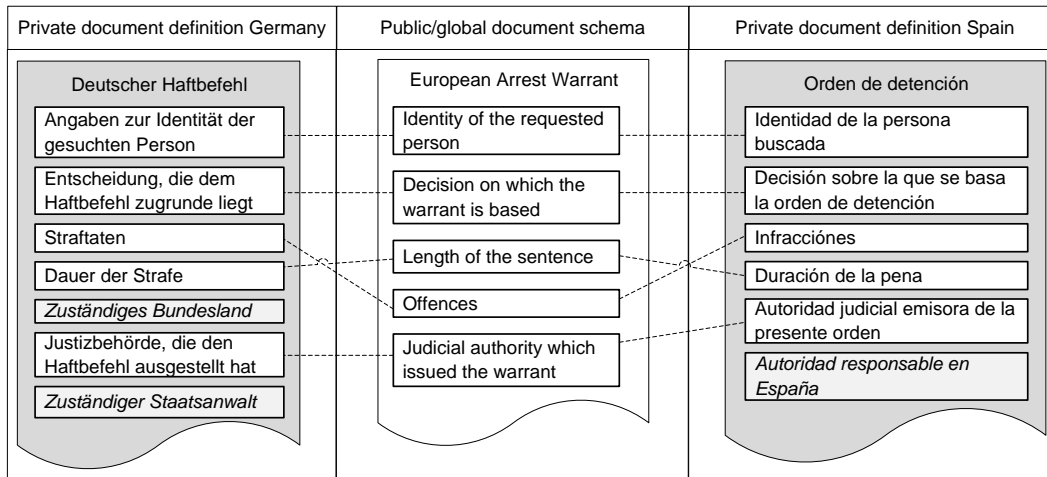 Private document definition Germany
Public/global document schema
Private document definition Spain
Deutscher Haftbefehl
Angaben zur Identität der
gesuchten Person
Entscheidung, die dem
Haftbefehl zugrunde liegt
Straftaten
Dauer der Strafe
Zuständiges Bundesland
Justizbehörde, die den
Haftbefehl ausgestellt hat
Zuständiger Staatsanwalt
European Arrest Warrant
Identity of the requested
person
Decision on which the
warrant is based
Length of the sentence
Offences
Judicial authority which
issued the warrant
Orden de detención
Identidad de la persona
buscada
Decisión sobre la que se basa
la orden de detención
Infracciónes
Duración de la pena
Autoridad judicial emisora de la
presente orden
Autoridad responsable en
España